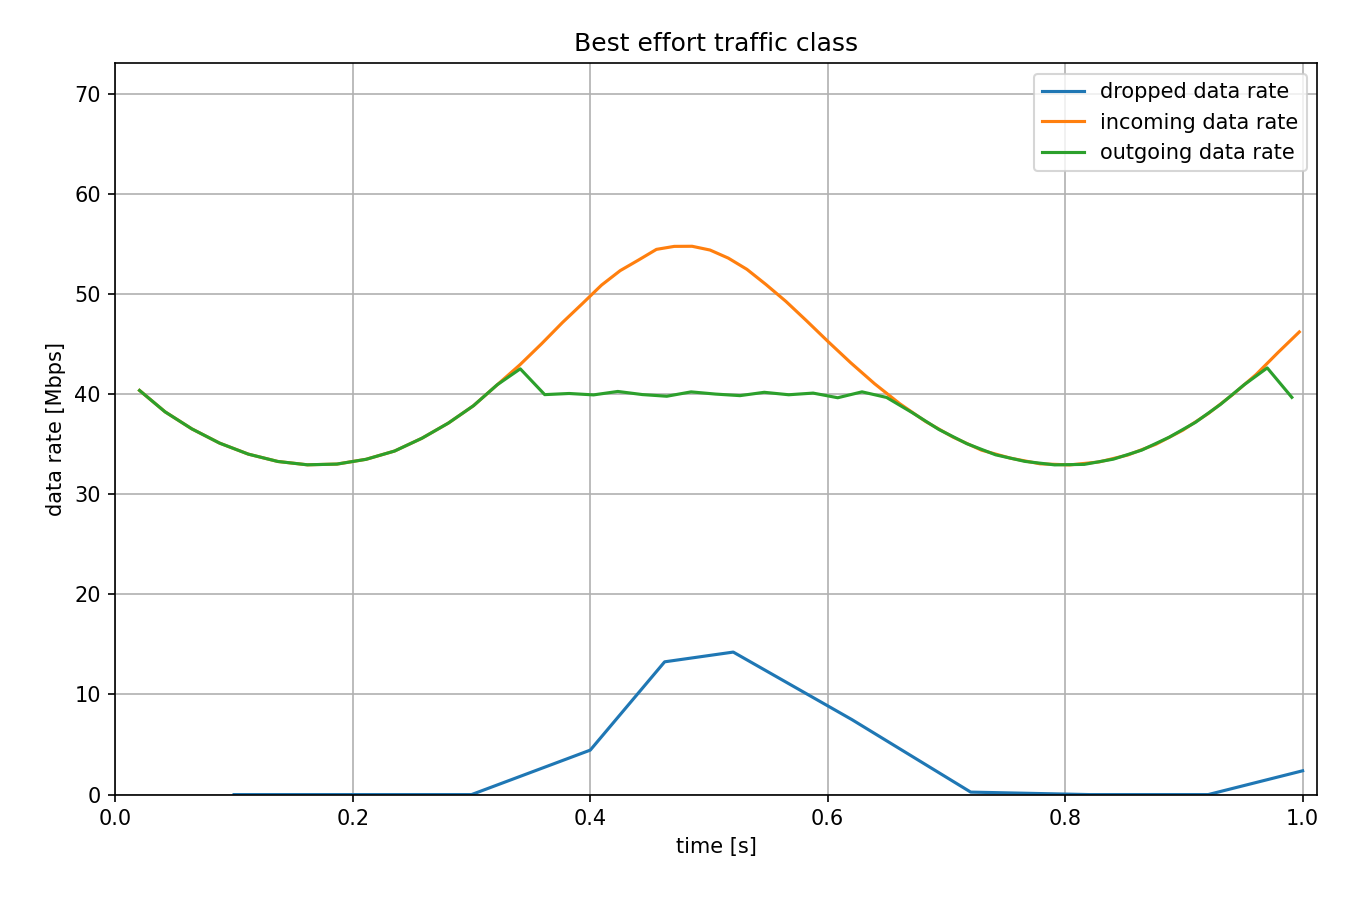 Best effort traffic class
dropped data rate
incoming data rate
outgoing data rate
70
60
50
40
30
20
10
0
data rate [Mbps]
0.0 0.2 0.4 0.6 0.8 1.0
time [s]